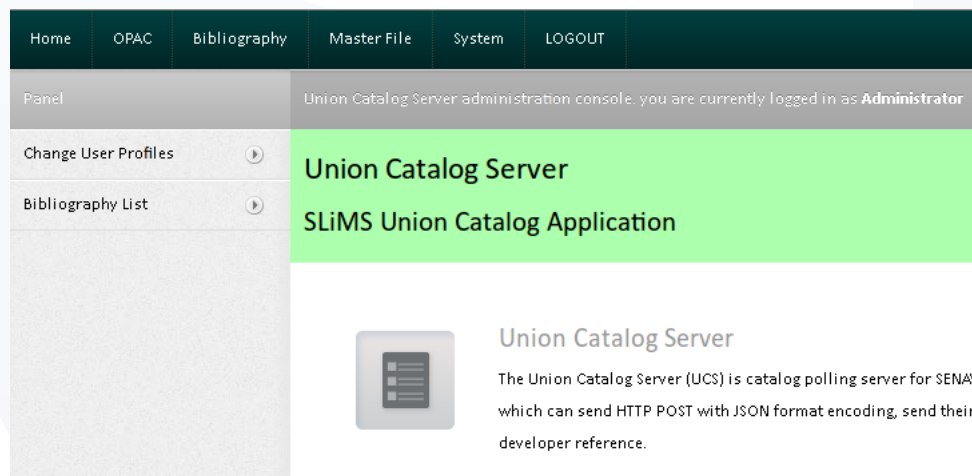 Home OPAC Bibliography Master File System LOGOUT
Panel
Union Catalog Server administration console. you are currently logged in as Administrator
Change User Profiles
Bibliography List
Union Catalog Server
SLiMS Union Catalog Application
Union Catalog Server
The Union Catalog Server (UCS) is catalog polling server for
which can send HTTP POST with JSON format encoding, send their
developer reference.